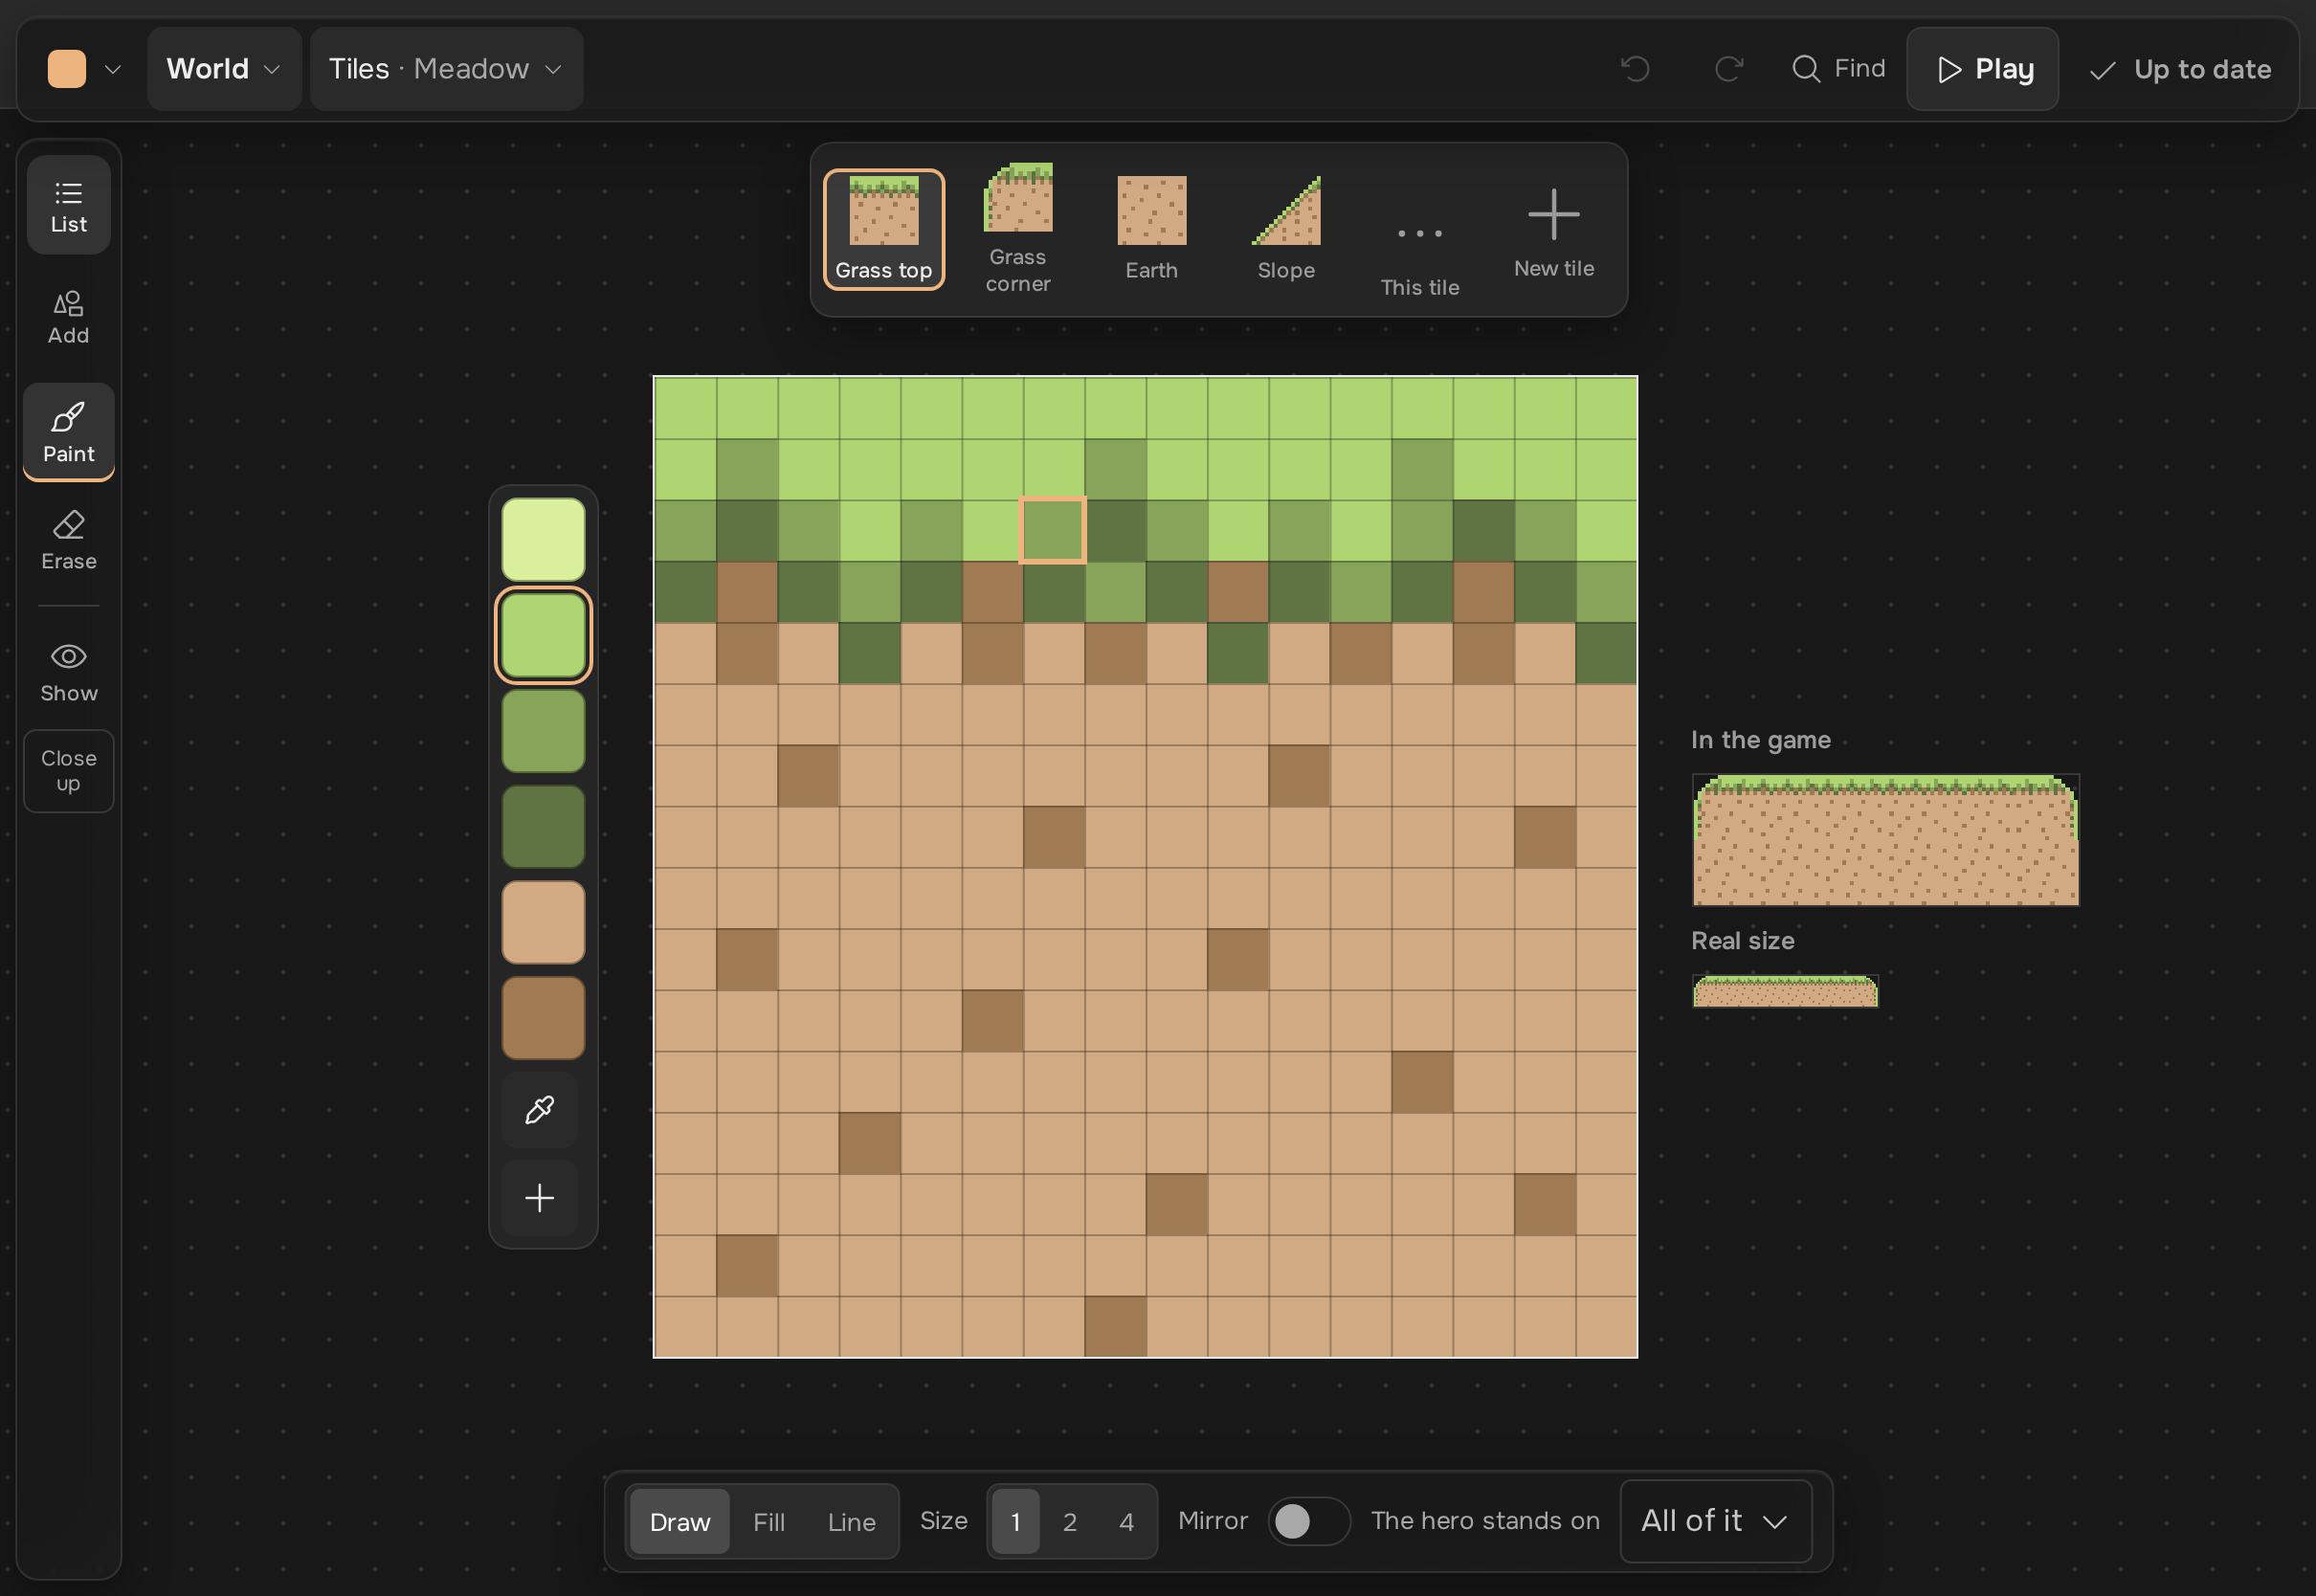 World
Tiles · Meadow
Find
Play
Up to date
List
Add
Paint
Erase
Show
Close
up
Grass top
Grass
corner
Earth
Slope
This tile
New tile
In the game
Real size
Draw
Fill
Line
Size
1
2
4
Mirror
The hero stands on
All of it